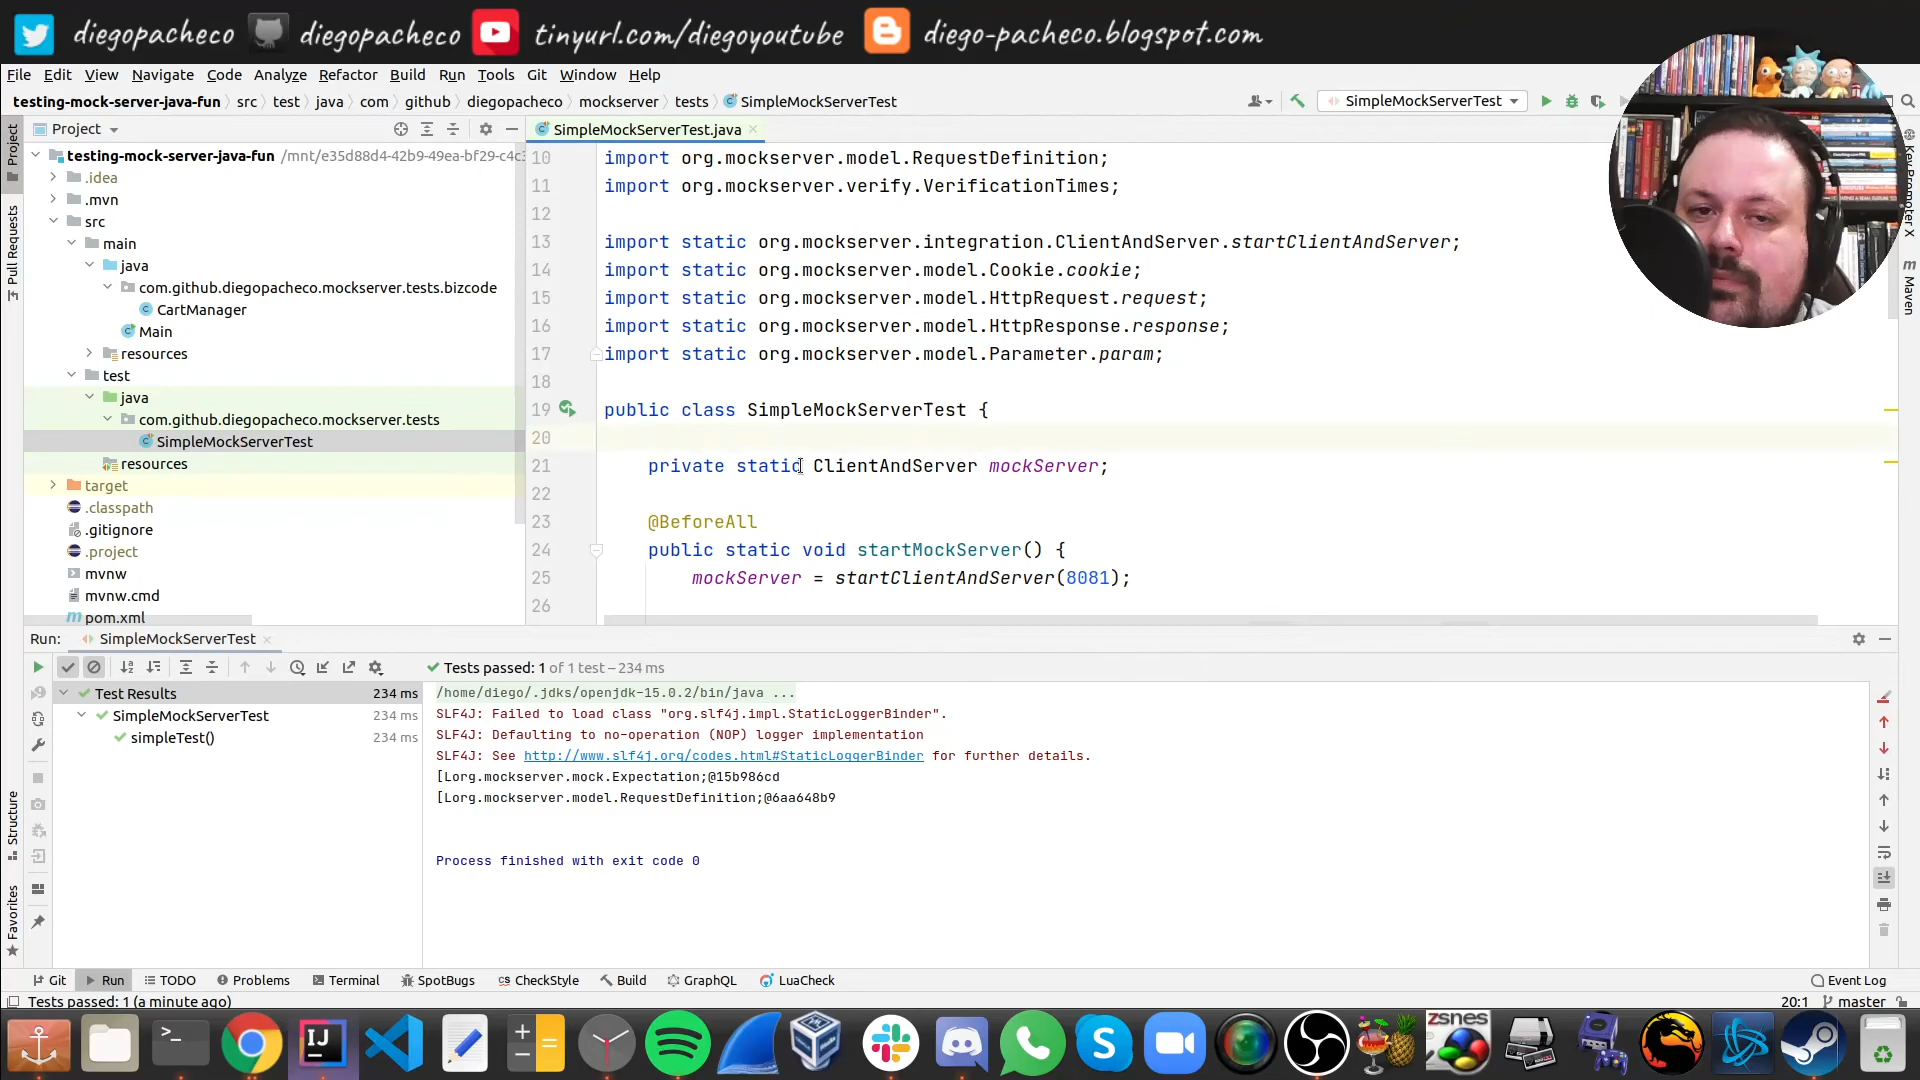 diegopacheco diegopacheco tinyurl.com/diegoyoutube diego-pacheco.blogspot.com
File Edit View Navigate Code Analyze Refactor Build Run Tools Git Window Help
testing-mock-server-java-fun src test java com github diegopacheco mockserver tests SimpleMockServerTest
SimpleMockServerTest
Project
SimpleMockServerTest.java
testing-mock-server-java-fun /mnt/e35d88d4-42b9-49ea-bf29-c4c3
.idea
.mvn
src
main
java
com.github.diegopacheco.mockserver.tests.bizcode
CartManager
Main
resources
test
java
com.github.diegopacheco.mockserver.tests
SimpleMockServerTest
resources
target
.classpath
.gitignore
.project
mvnw
mvnw.cmd
pom.xml
10 import org.mockserver.model.RequestDefinition;
11 import org.mockserver.verify.VerificationTimes;
12
13 import static org.mockserver.integration.ClientAndServer.startClientAndServer;
14 import static org.mockserver.model.Cookie.cookie;
15 import static org.mockserver.model.HttpRequest.request;
16 import static org.mockserver.model.HttpResponse.response;
17 import static org.mockserver.model.Parameter.param;
18
19 public class SimpleMockServerTest {
20
21 private static ClientAndServer mockServer;
22
23 @BeforeAll
24 public static void startMockServer() {
25 mockServer = startClientAndServer(8081);
26
Project
Pull Requests
Structure
Favorites
Key Promoter X
Maven
Run: SimpleMockServerTest
Tests passed: 1 of 1 test – 234 ms
Test Results 234 ms
SimpleMockServerTest 234 ms
simpleTest() 234 ms
/home/diego/.jdks/openjdk-15.0.2/bin/java ...
SLF4J: Failed to load class "org.slf4j.impl.StaticLoggerBinder".
SLF4J: Defaulting to no-operation (NOP) logger implementation
SLF4J: See http://www.slf4j.org/codes.html#StaticLoggerBinder for further details.
[Lorg.mockserver.mock.Expectation;@15b986cd
[Lorg.mockserver.model.RequestDefinition;@6aa648b9
Process finished with exit code 0
Git Run TODO Problems Terminal SpotBugs CheckStyle Build GraphQL LuaCheck Event Log
Tests passed: 1 (a minute ago) 20:1 master
IJ
zsnes